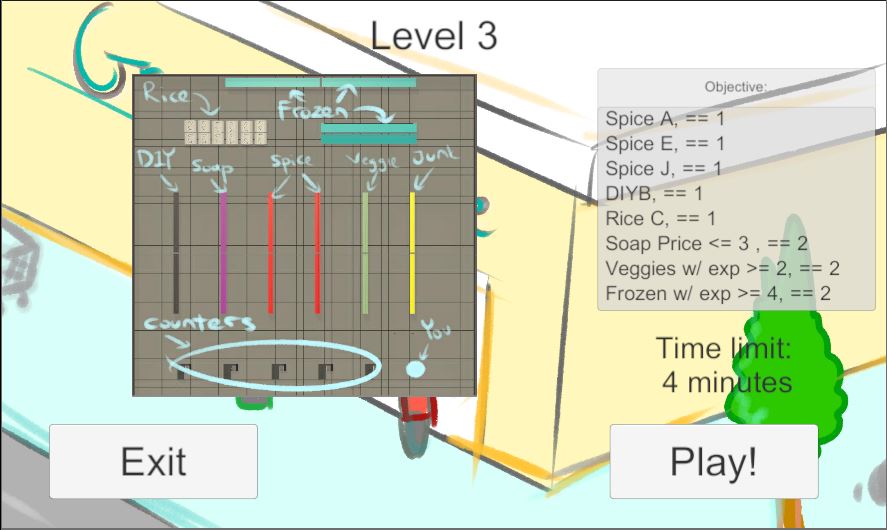 Level 3
Rice
Frozen
DIY
Soap
Spice
Veggie
Junk
counters
You
Objective:
Spice A, == 1
Spice E, == 1
Spice J, == 1
DIYB, == 1
Rice C, == 1
Soap Price <= 3 , == 2
Veggies w/ exp >= 2, == 2
Frozen w/ exp >= 4, == 2
Time limit:
4 minutes
Exit
Play!